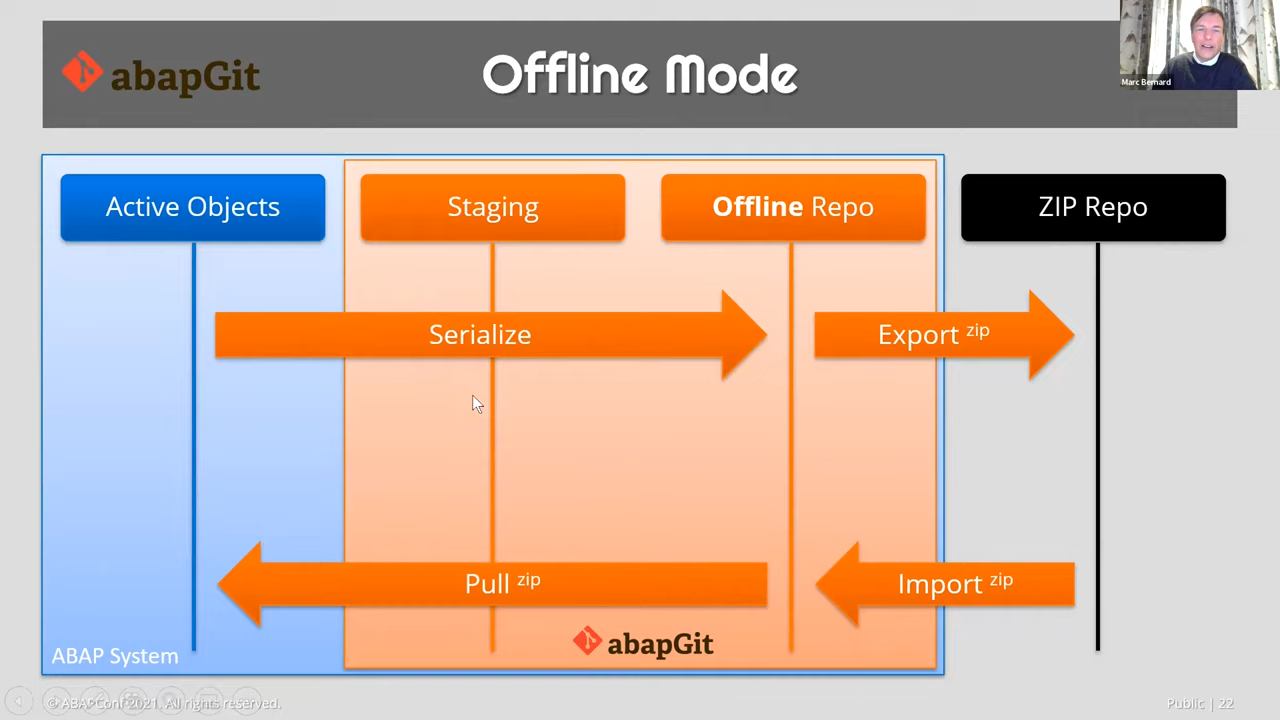 abapGit
Offline Mode
Marc Bernard
Active Objects
Staging
Offline Repo
ZIP Repo
Serialize
Export zip
Pull zip
Import zip
abapGit
ABAP System
© ABAPConf 2021. All rights reserved.
Public | 22